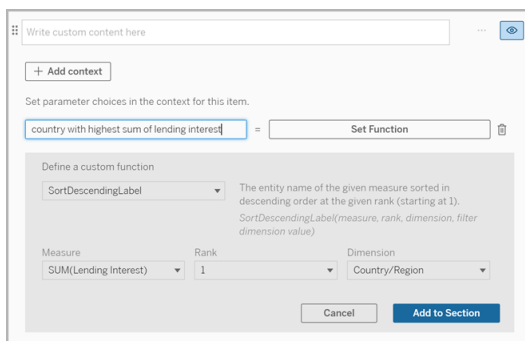 Write custom content here
+ Add context
Set parameter choices in the context for this item.
country with highest sum of lending interest = Set Function
Define a custom function
SortDescendingLabel
The entity name of the given measure sorted in
descending order at the given rank (starting at 1).
SortDescendingLabel(measure, rank, dimension, filter
dimension value)
Measure Rank Dimension
SUM(Lending Interest) 1 Country/Region
Cancel Add to Section